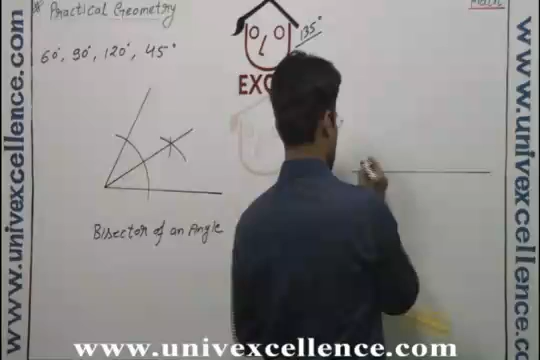 Practical Geometry
Math
60°, 90°, 120°, 45°
135°
Bisector of an Angle
www.univexcellence.com
www.univexcellence.com
www.univexcellence.com